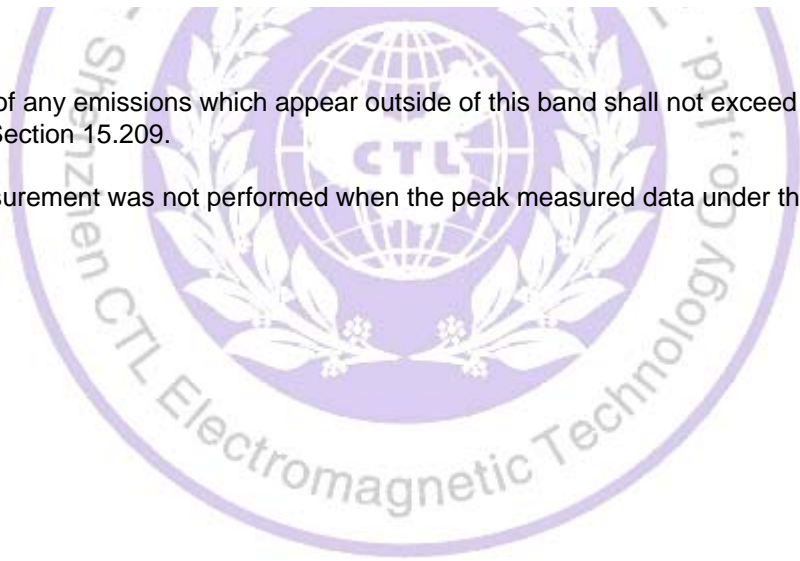 of any emissions which appear outside of this band shall not exceed
Section 15.209.
surement was not performed when the peak measured data under th
CTL
Shenzhen CTL Electromagnetic Technology Co., Ltd.